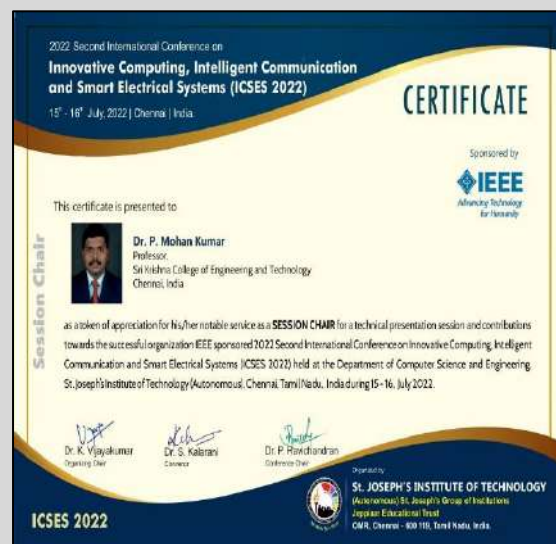 2022 Second International Conference on
Innovative Computing, Intelligent Communication
and Smart Electrical Systems (ICSES 2022)
15ᵗ - 16ᵗ July, 2022 | Chennai | India.
CERTIFICATE
Sponsored by
IEEE
Advancing Technology
for Humanity
This certificate is presented to
Session Chair
Dr. P. Mohan Kumar
Professor,
Sri Krishna College of Engineering and Technology
Chennai, India
as a token of appreciation for his/her notable service as a SESSION CHAIR for a technical presentation session and contributions
towards the successful organization IEEE sponsored 2022 Second International Conference on Innovative Computing, Intelligent
Communication and Smart Electrical Systems (ICSES 2022) held at the Department of Computer Science and Engineering,
St. Joseph's Institute of Technology (Autonomous), Chennai, Tamil Nadu, India during 15 - 16, July 2022.
Dr. K. Vijayakumar
Organizing Chair
Dr. S. Kalarani
Convenor
Dr. P. Ravichandran
Conference Chair
Organized by
St. JOSEPH'S INSTITUTE OF TECHNOLOGY
(Autonomous) St. Joseph's Group of Institutions
Jeppiaar Educational Trust
OMR, Chennai - 600 119, Tamil Nadu, India.
ICSES 2022